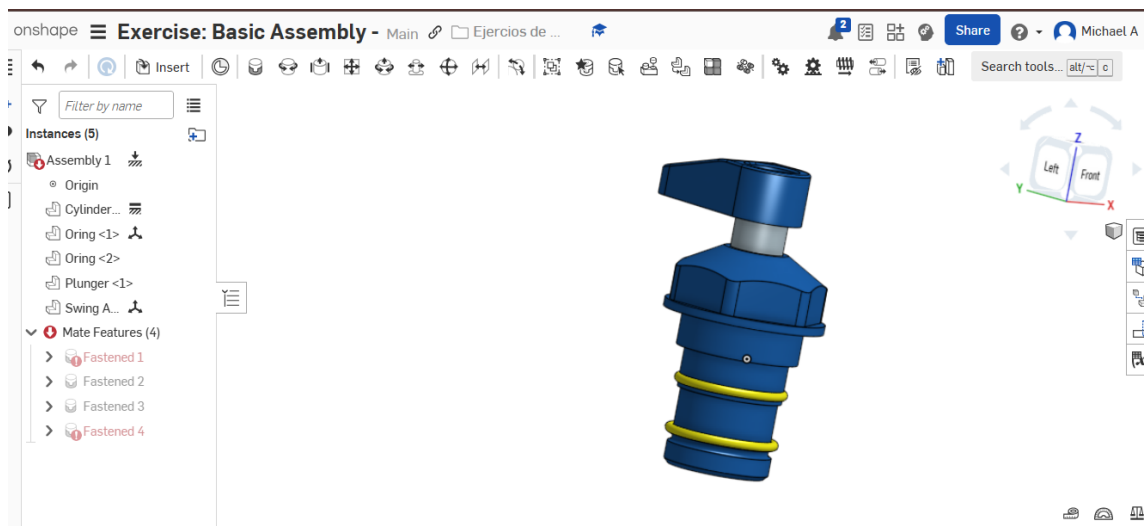 onshape Exercise: Basic Assembly - Main Ejercios de ... 2 Share Michael A
Insert Search tools... alt/⌥ c
Filter by name
Instances (5)
Assembly 1
Origin
Cylinder...
Oring <1>
Oring <2>
Plunger <1>
Swing A...
Mate Features (4)
Fastened 1
Fastened 2
Fastened 3
Fastened 4
Z
Left Front
Y X